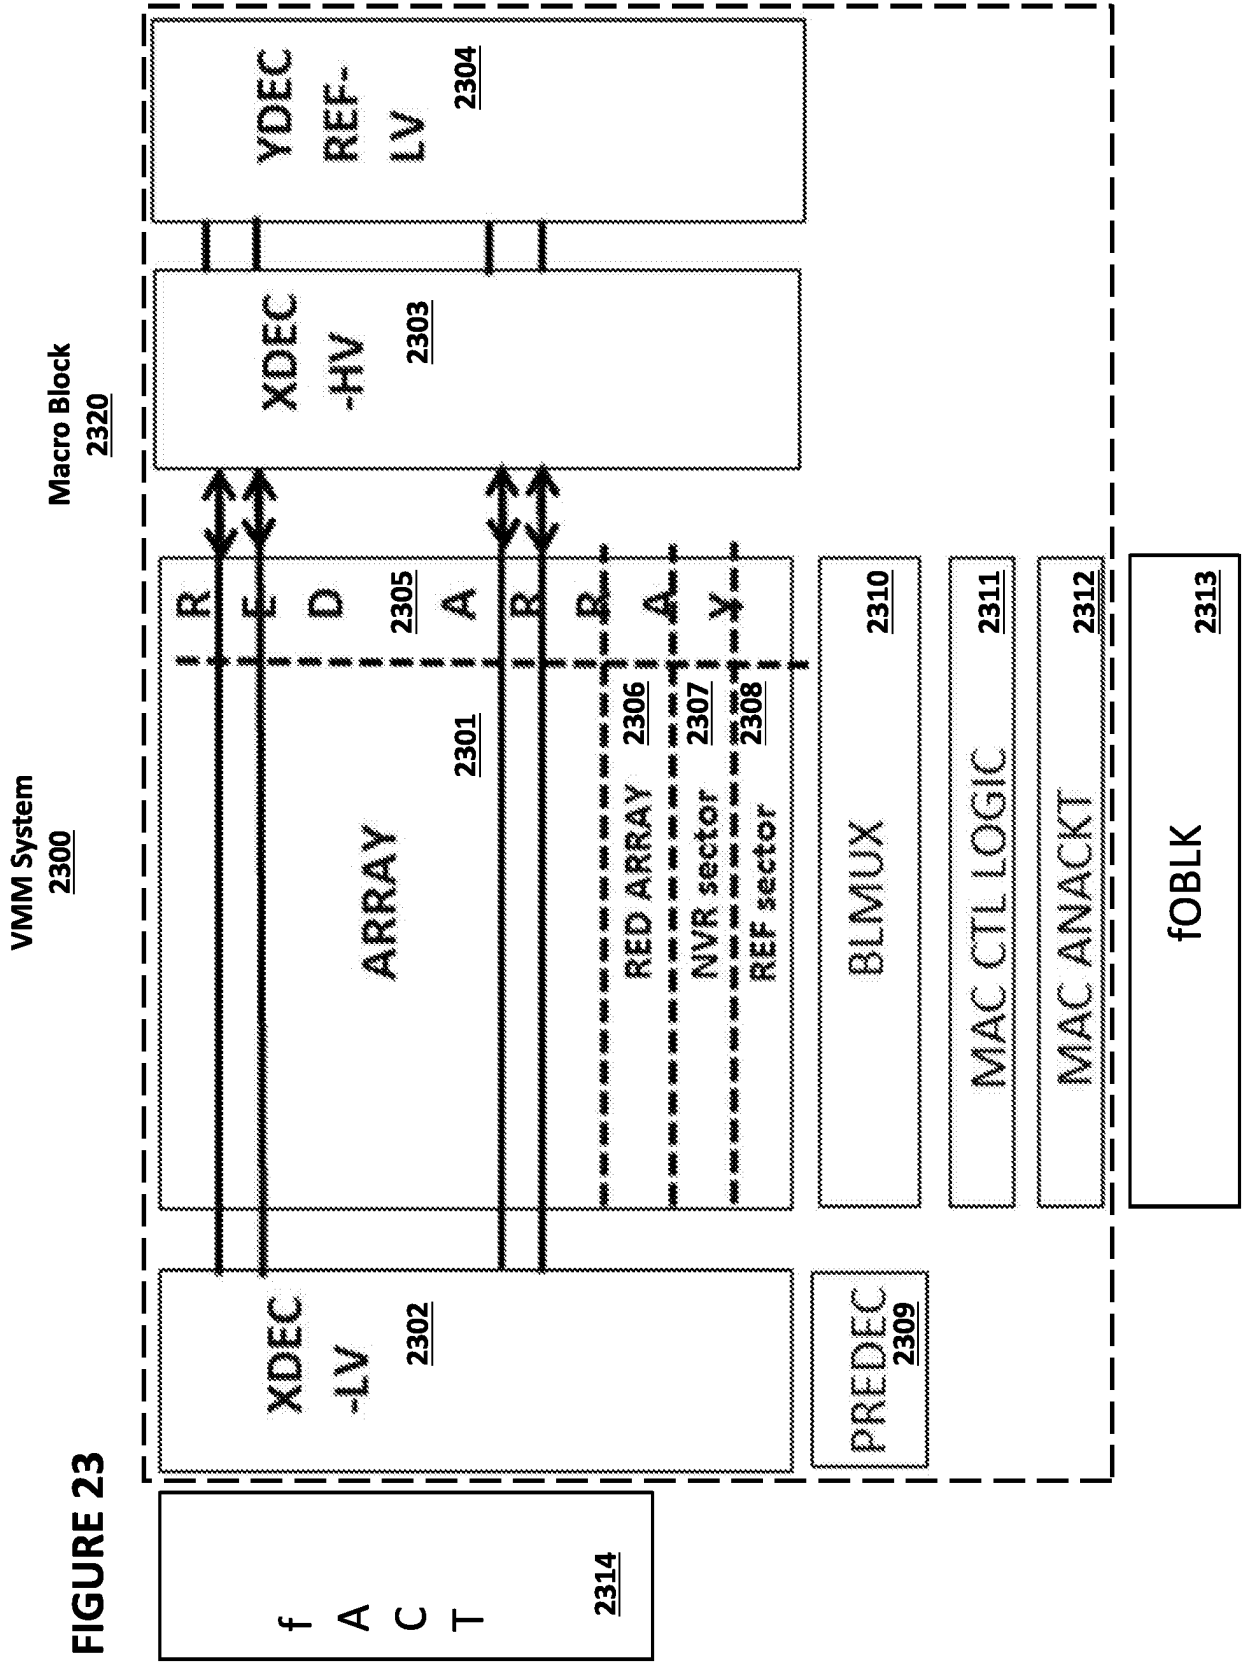 FIGURE 23
VMM System
2300
Macro Block
2320
f
A
C
T
2314
XDEC
-LV
2302
ARRAY
2301
R
E
D
2305
A
R
R
A
Y
RED ARRAY 2306
NVR sector 2307
REF sector 2308
XDEC
-HV
2303
YDEC
REF-
LV
2304
PREDEC
2309
BLMUX 2310
MAC CTL LOGIC 2311
MAC ANACKT 2312
fOBLK 2313